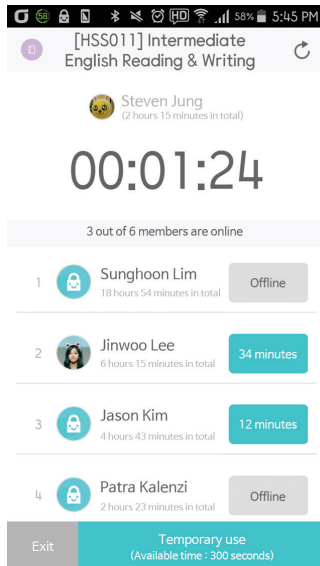 58 HD 58% 5:45 PM
[HSS011] Intermediate
English Reading & Writing
Steven Jung
(2 hours 15 minutes in total)
00:01:24
3 out of 6 members are online
1 Sunghoon Lim Offline
18 hours 54 minutes in total
2 Jinwoo Lee 34 minutes
6 hours 15 minutes in total
3 Jason Kim 12 minutes
4 hours 43 minutes in total
4 Patra Kalenzi Offline
2 hours 23 minutes in total
Exit Temporary use
(Available time : 300 seconds)